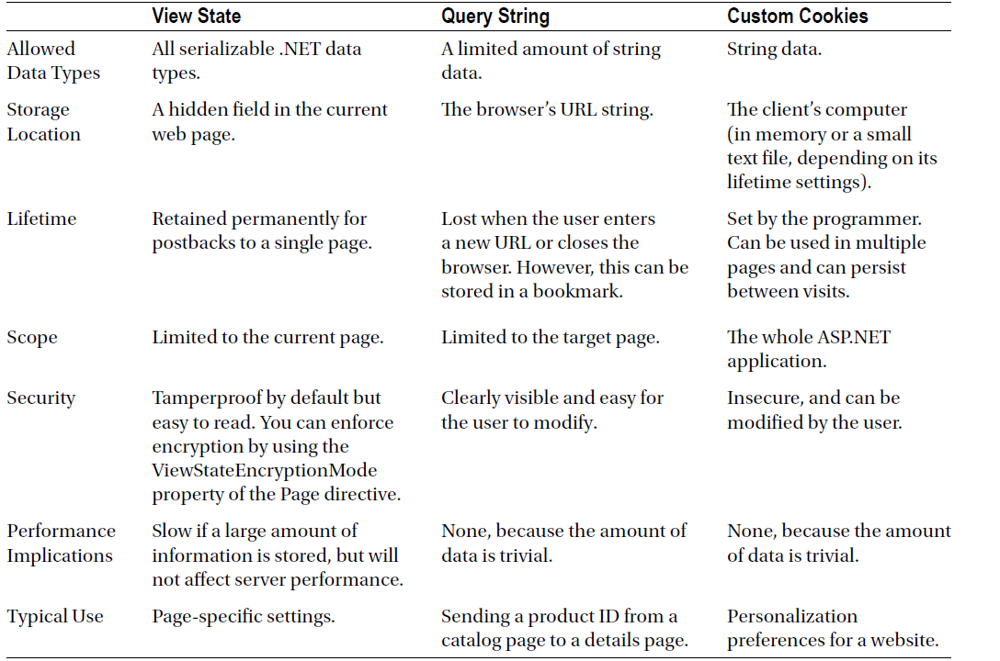 View State Query String Custom Cookies
Allowed All serializable .NET data A limited amount of string String data.
Data Types types. data.
Storage A hidden field in the current The browser’s URL string. The client’s computer
Location web page. (in memory or a small
text file, depending on its
lifetime settings).
Lifetime Retained permanently for Lost when the user enters Set by the programmer.
postbacks to a single page. a new URL or closes the Can be used in multiple
browser. However, this can be pages and can persist
stored in a bookmark. between visits.
Scope Limited to the current page. Limited to the target page. The whole ASP.NET
application.
Security Tamperproof by default but Clearly visible and easy for Insecure, and can be
easy to read. You can enforce the user to modify. modified by the user.
encryption by using the
ViewStateEncryptionMode
property of the Page directive.
Performance Slow if a large amount of None, because the amount of None, because the amount
Implications information is stored, but will data is trivial. of data is trivial.
not affect server performance.
Typical Use Page-specific settings. Sending a product ID from a Personalization
catalog page to a details page. preferences for a website.